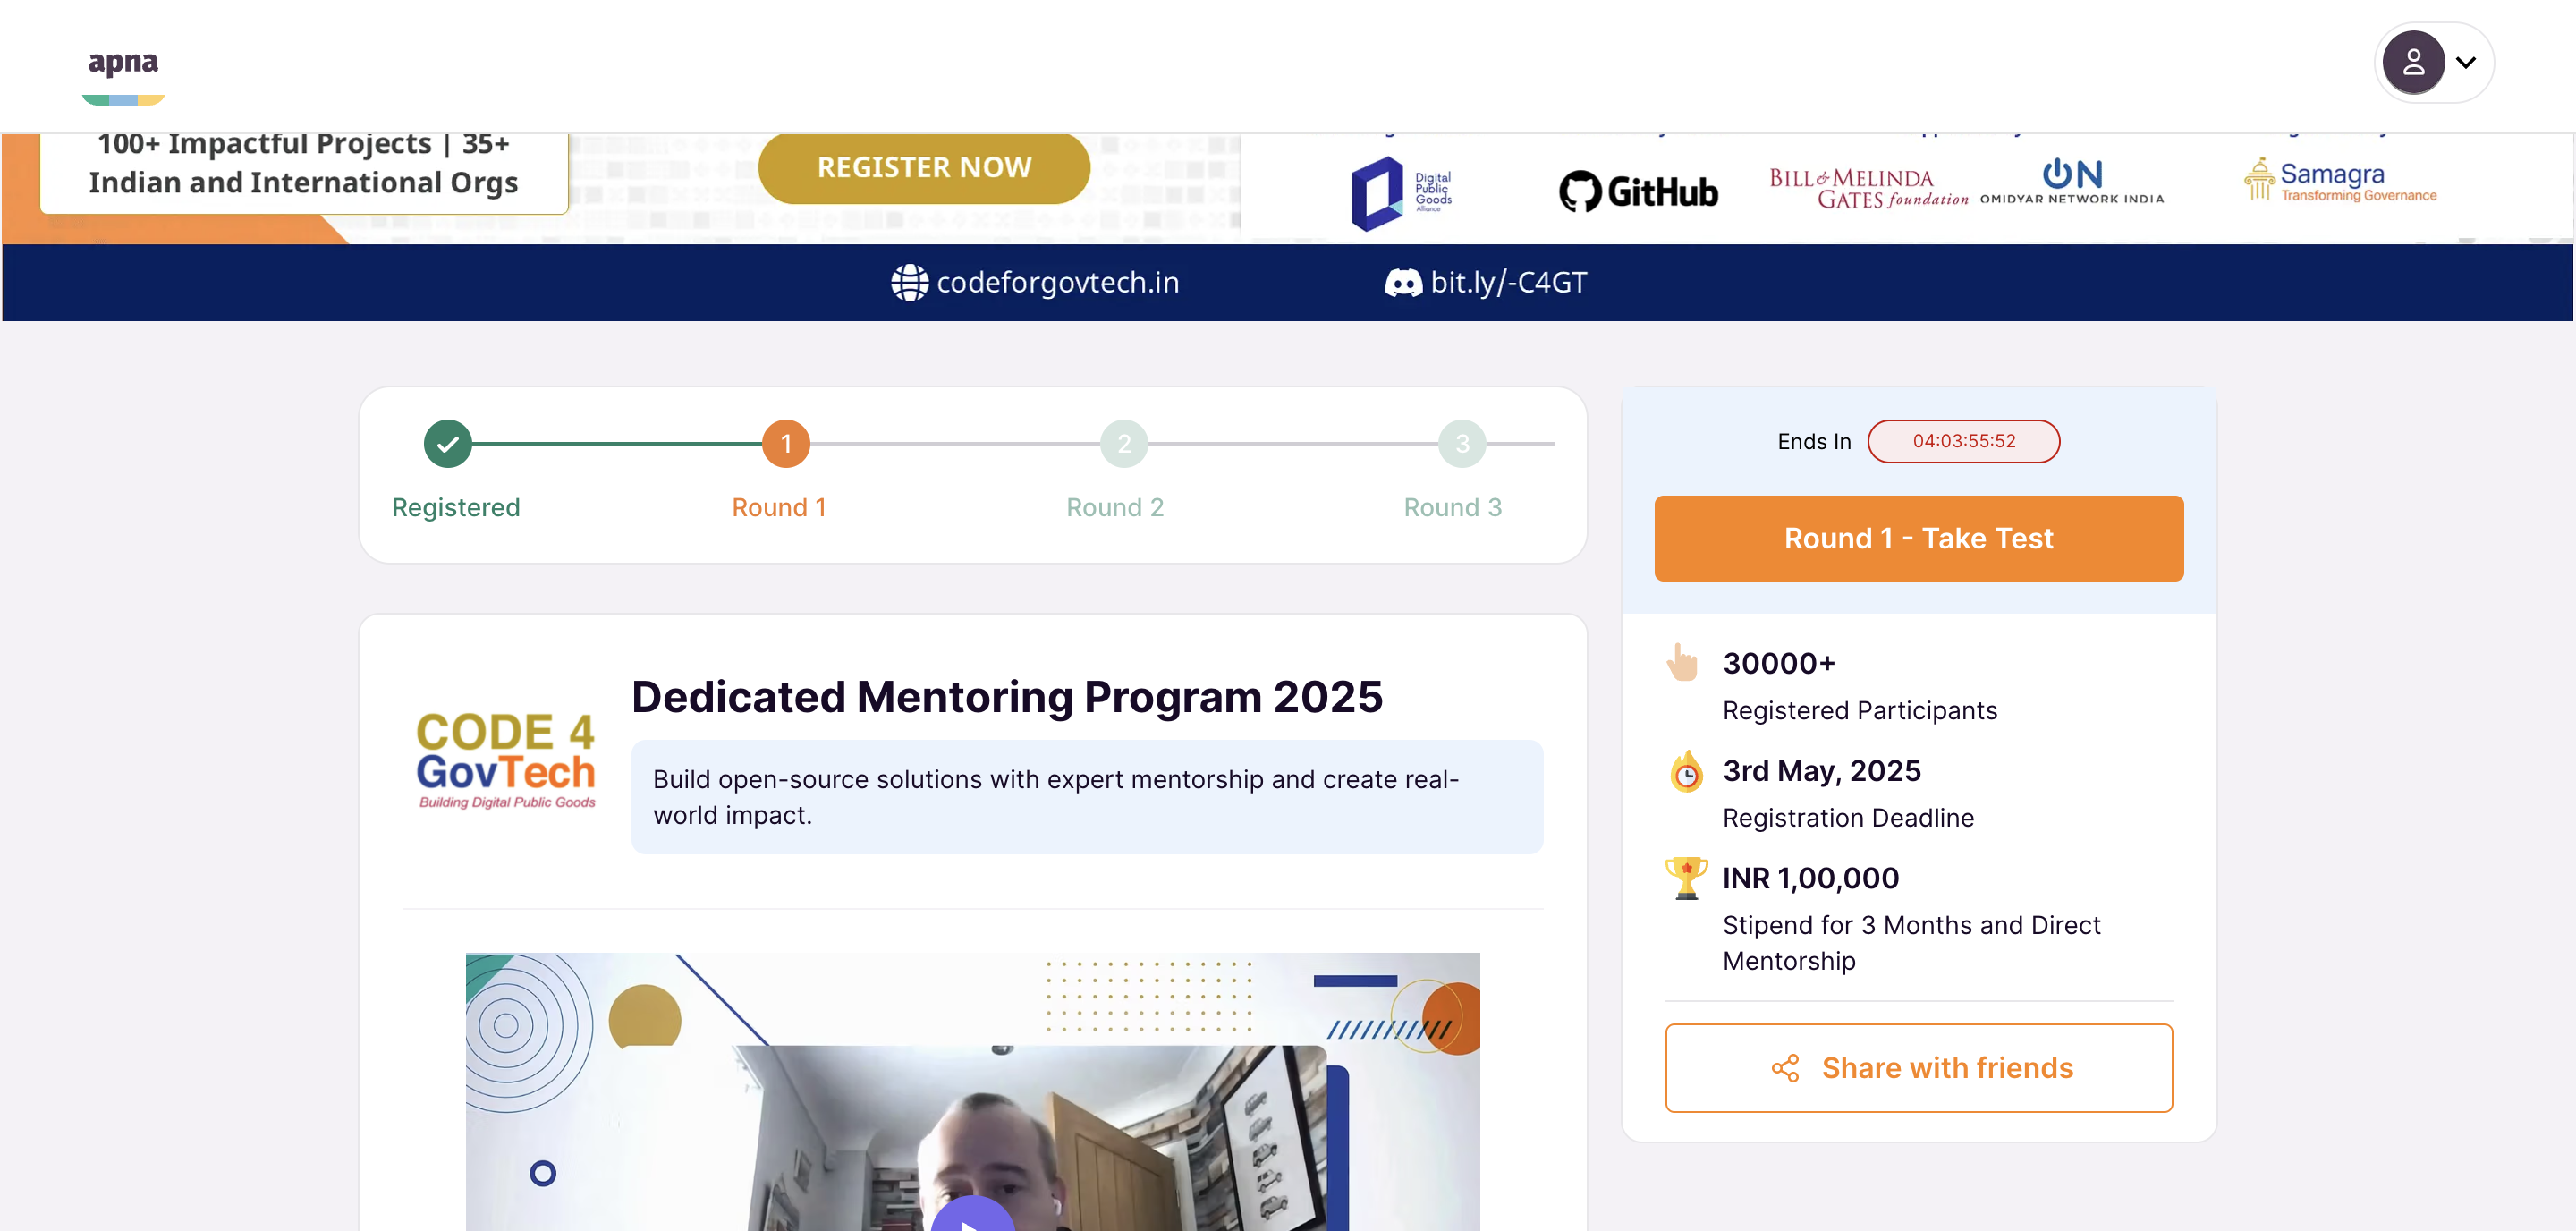 apna
100+ Impactful Projects | 35+
Indian and International Orgs
REGISTER NOW
Digital
Public
Goods
Alliance
GitHub
BILL & MELINDA
GATES foundation
ON
OMIDYAR NETWORK INDIA
Samagra
Transforming Governance
codeforgovtech.in
bit.ly/-C4GT
1
2
3
Registered
Round 1
Round 2
Round 3
Ends In
04:03:55:52
Round 1 - Take Test
CODE 4
GovTech
Building Digital Public Goods
Dedicated Mentoring Program 2025
Build open-source solutions with expert mentorship and create real-
world impact.
30000+
Registered Participants
3rd May, 2025
Registration Deadline
INR 1,00,000
Stipend for 3 Months and Direct
Mentorship
Share with friends